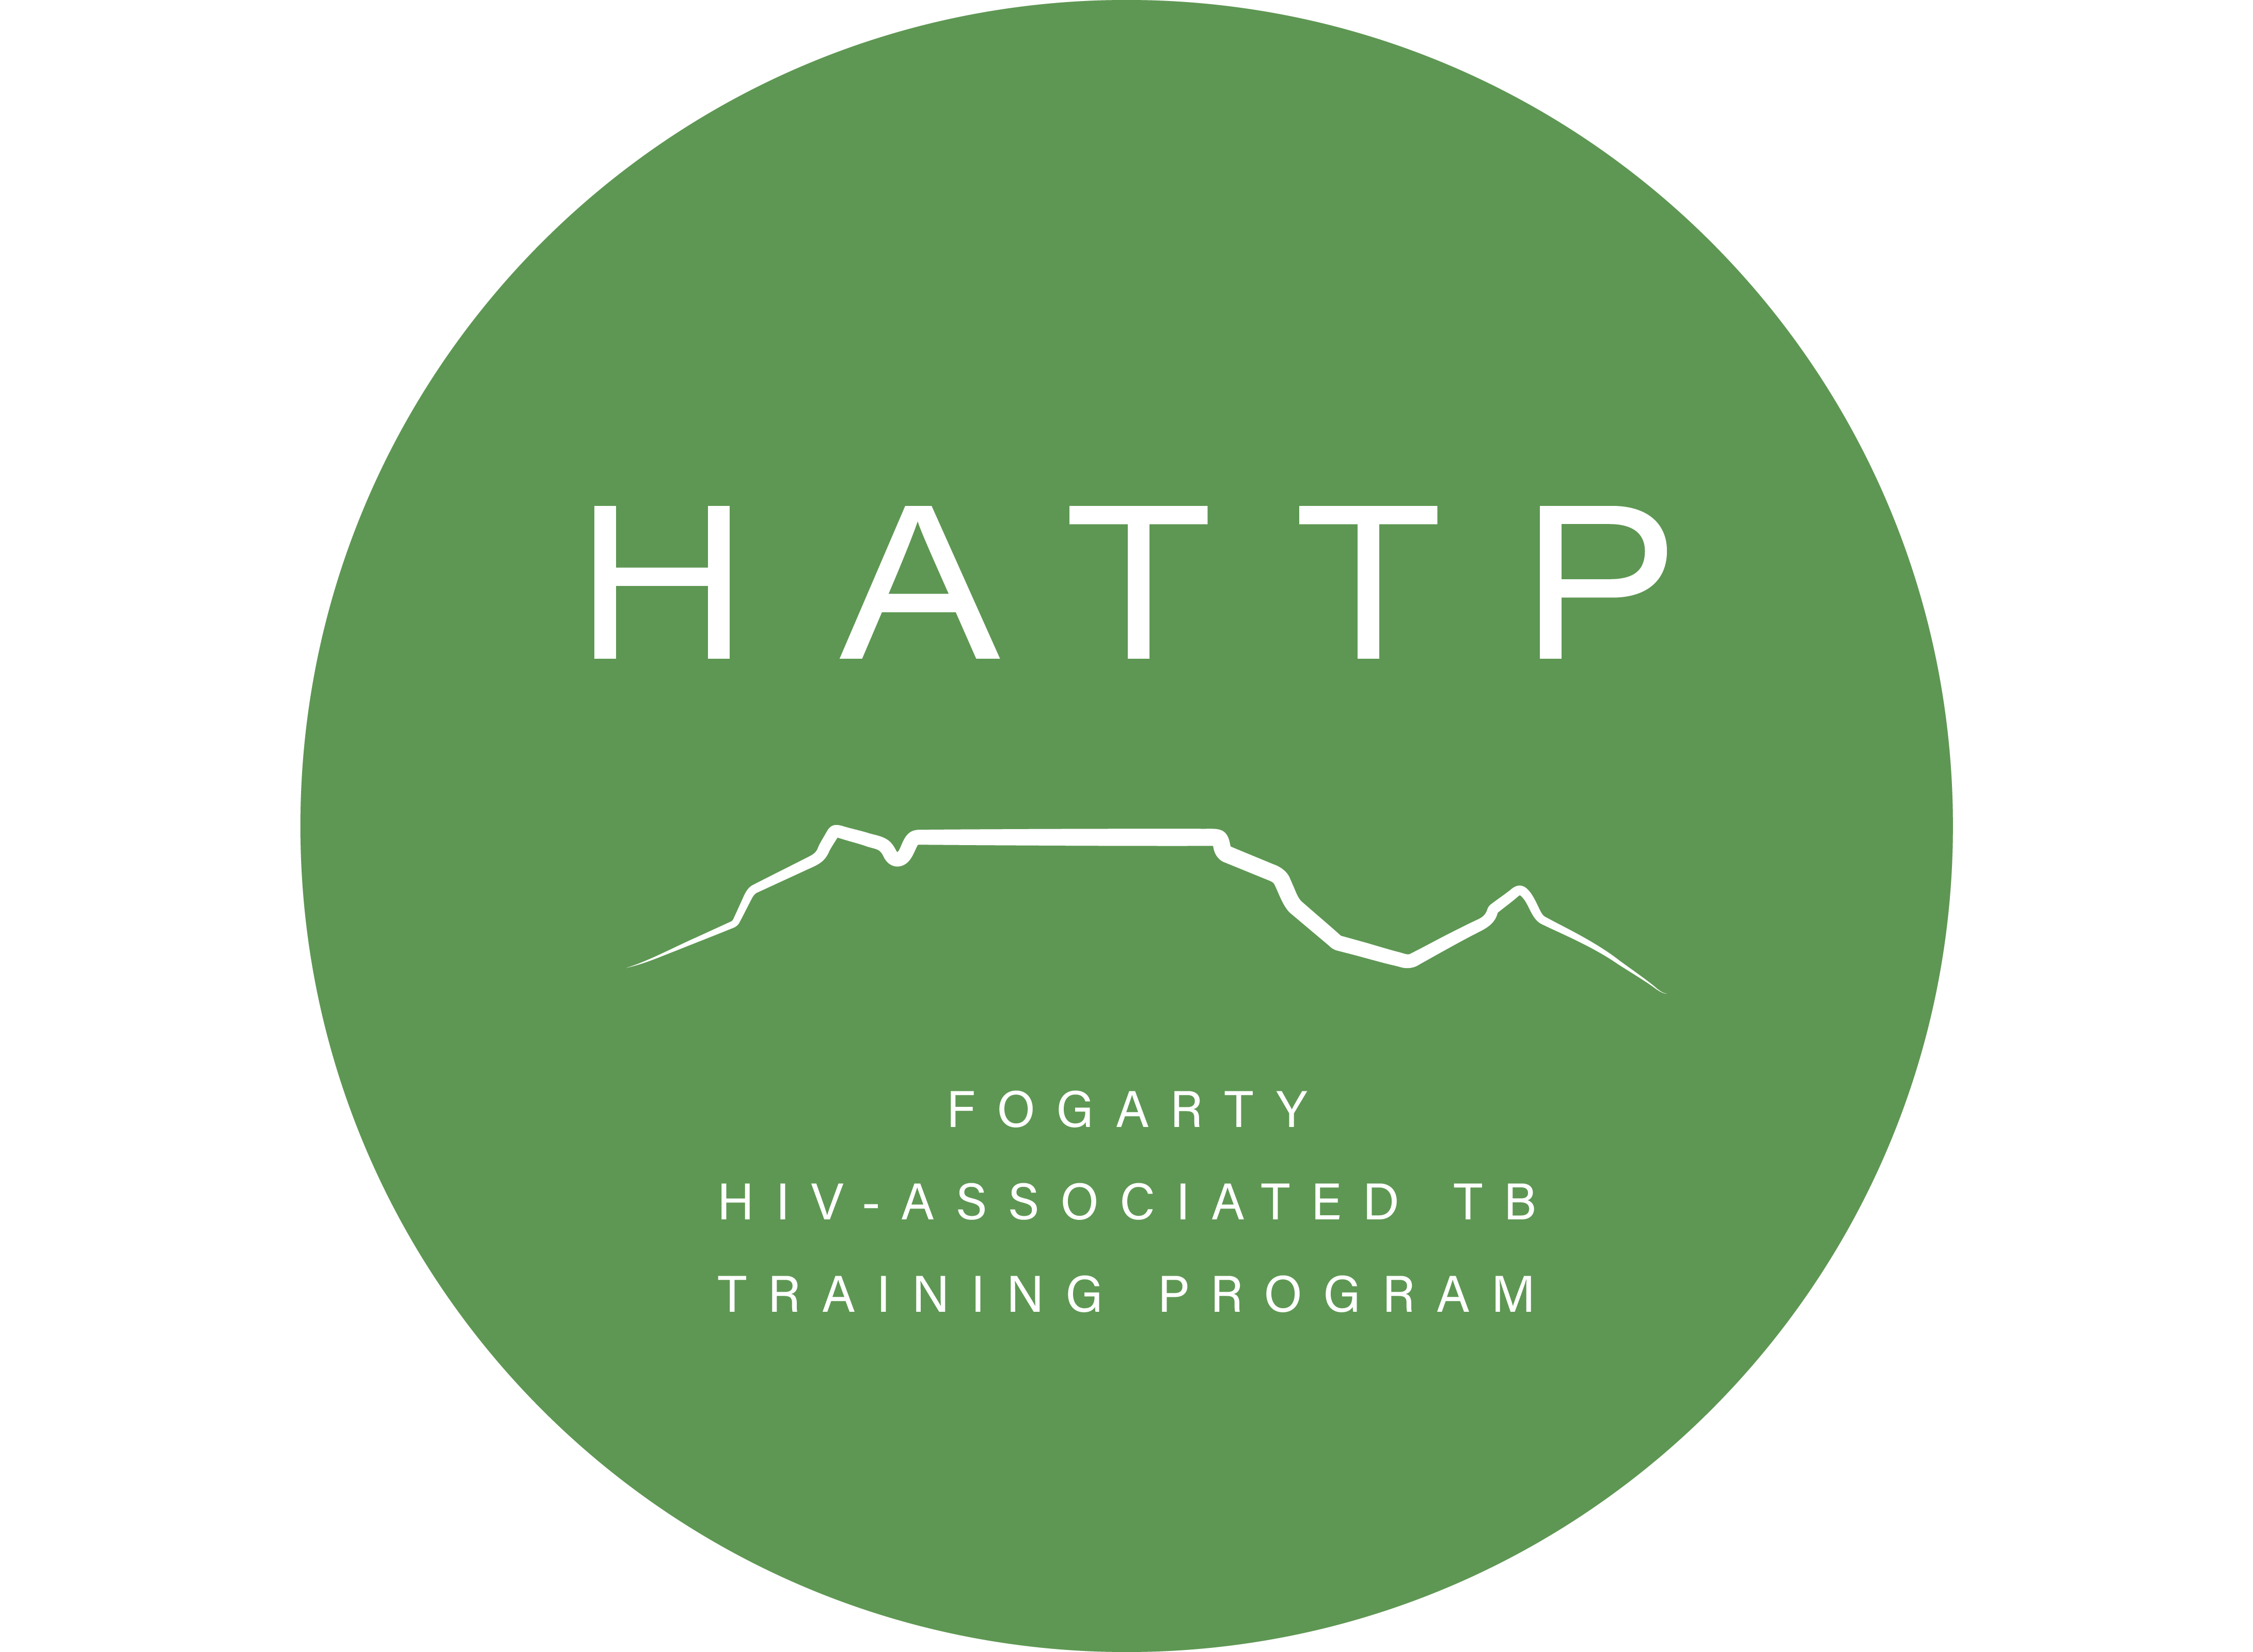 HATTP
FOGARTY
HIV-ASSOCIATED TB
TRAINING PROGRAM